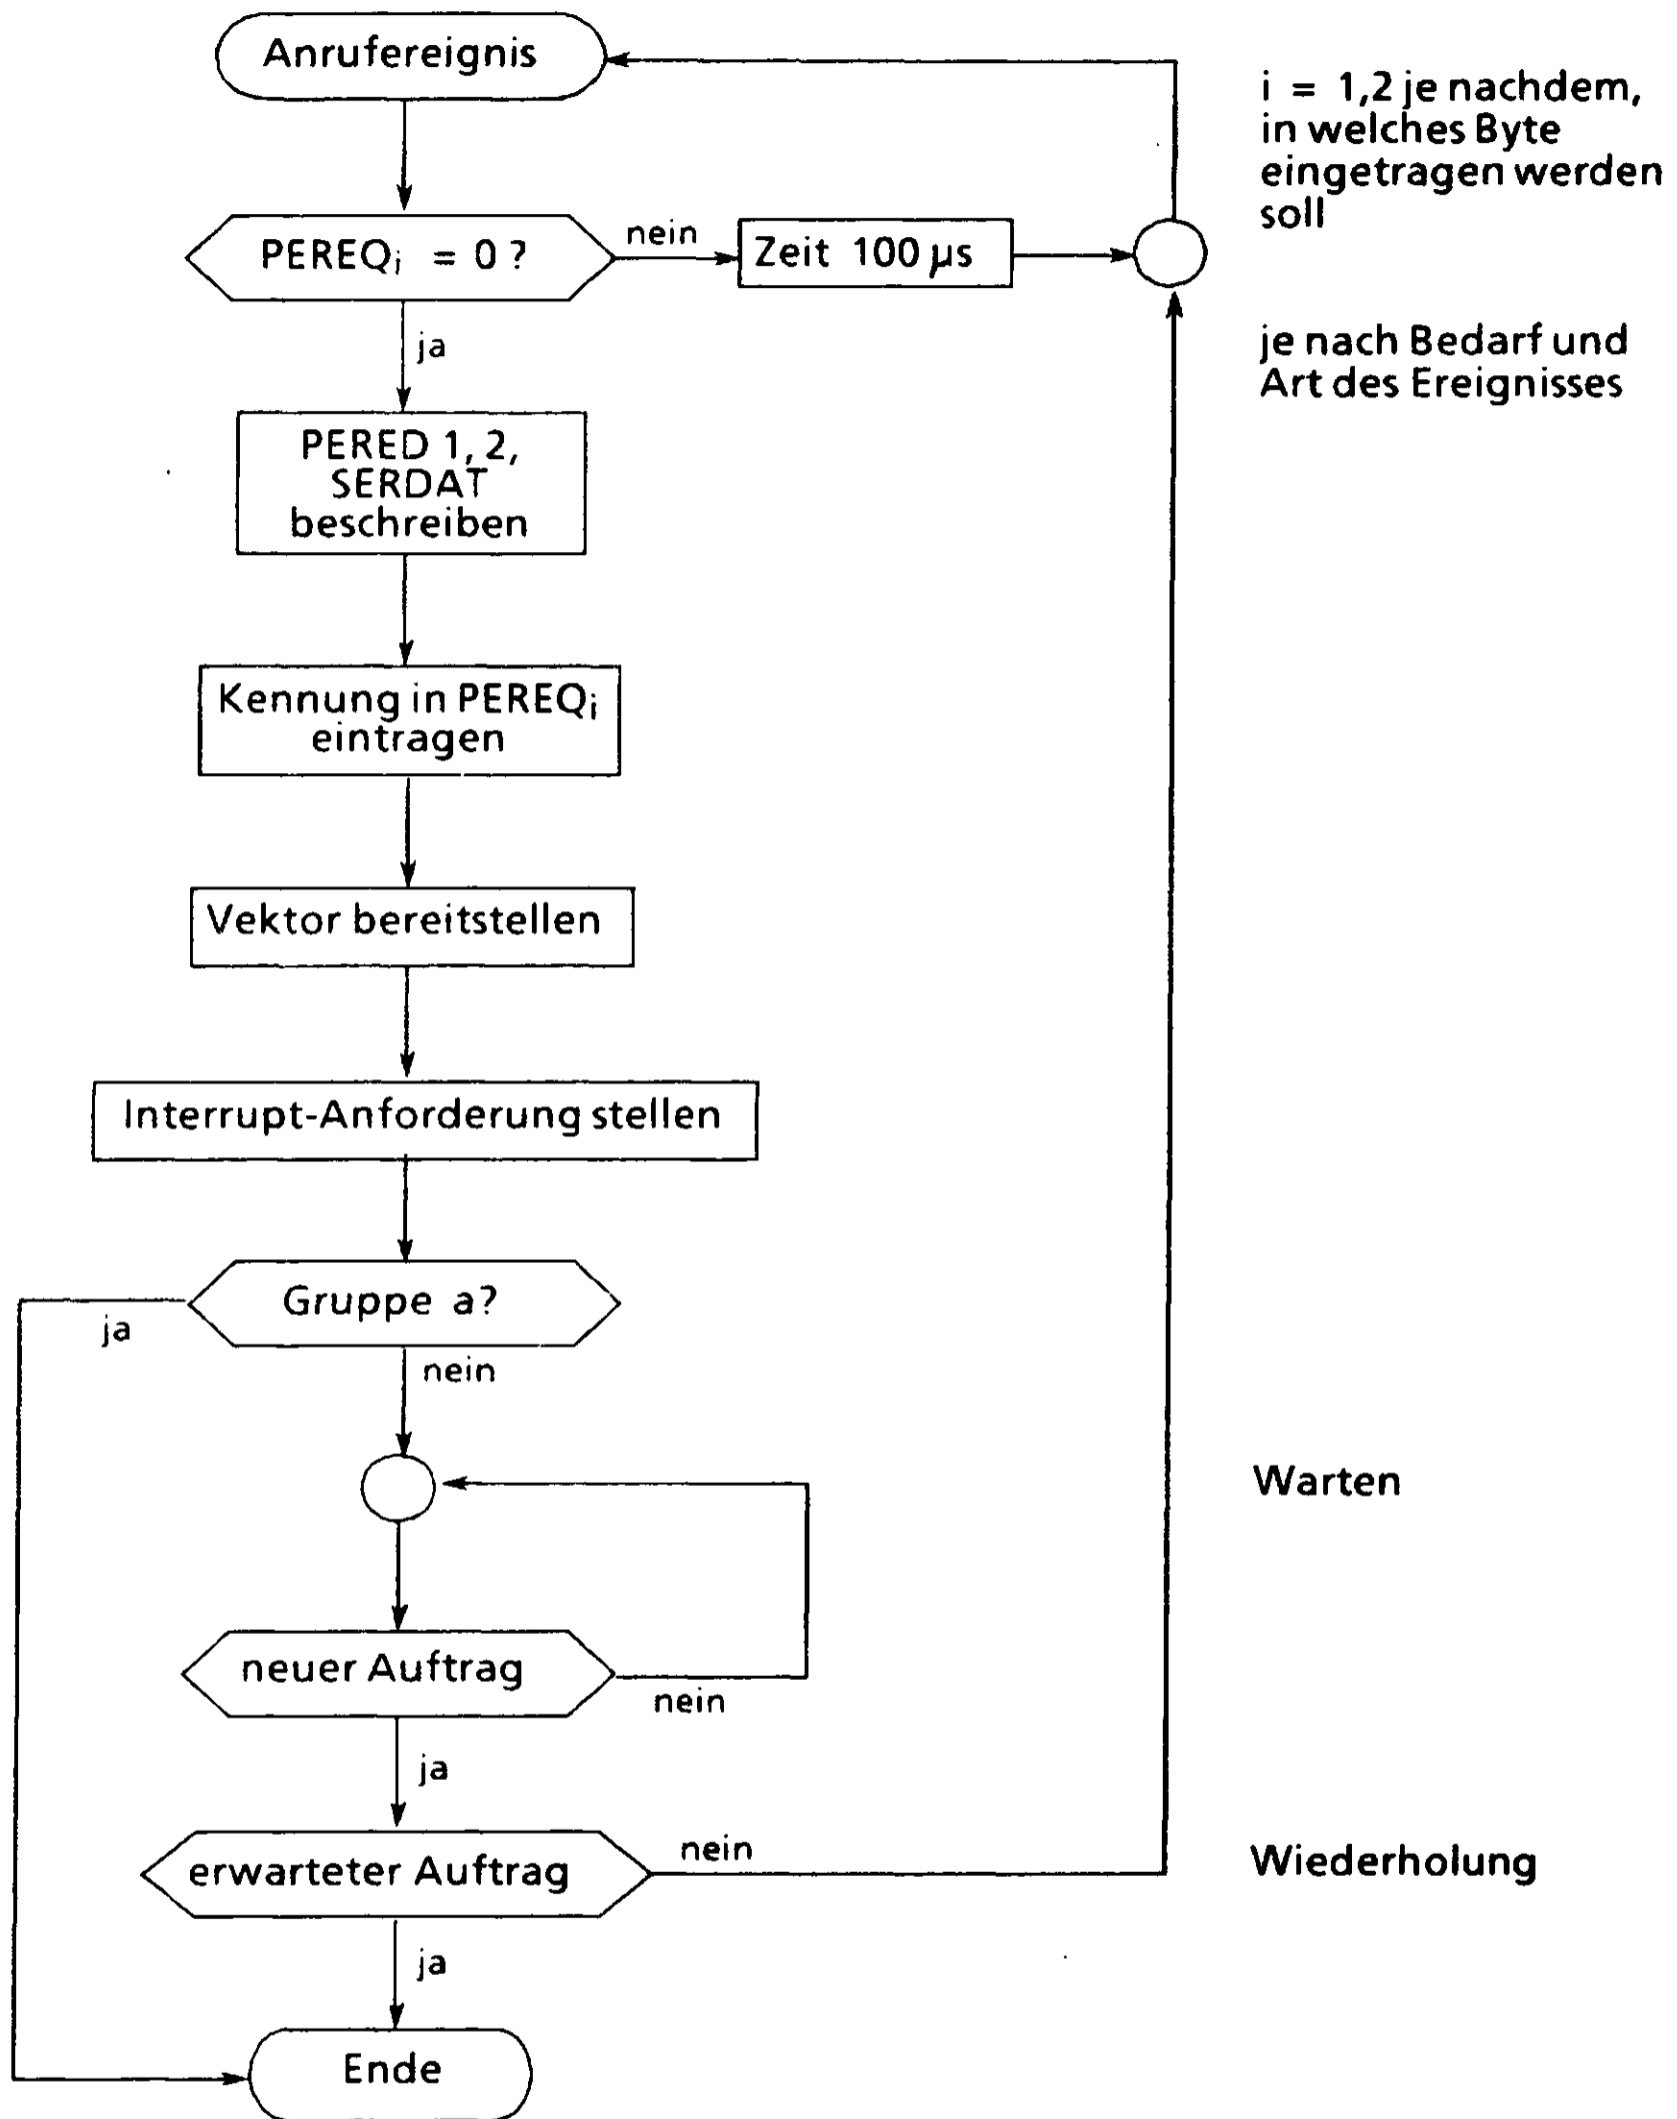 Anrufereignis
i = 1,2 je nachdem,
in welches Byte
eingetragen werden
soll
PEREQi = 0 ?
nein
Zeit 100 µs
ja
je nach Bedarf und
Art des Ereignisses
PERED 1, 2,
SERDAT
beschreiben
Kennung in PEREQi
eintragen
Vektor bereitstellen
Interrupt-Anforderung stellen
Gruppe a?
ja
nein
Warten
neuer Auftrag
nein
ja
erwarteter Auftrag
nein
Wiederholung
ja
Ende